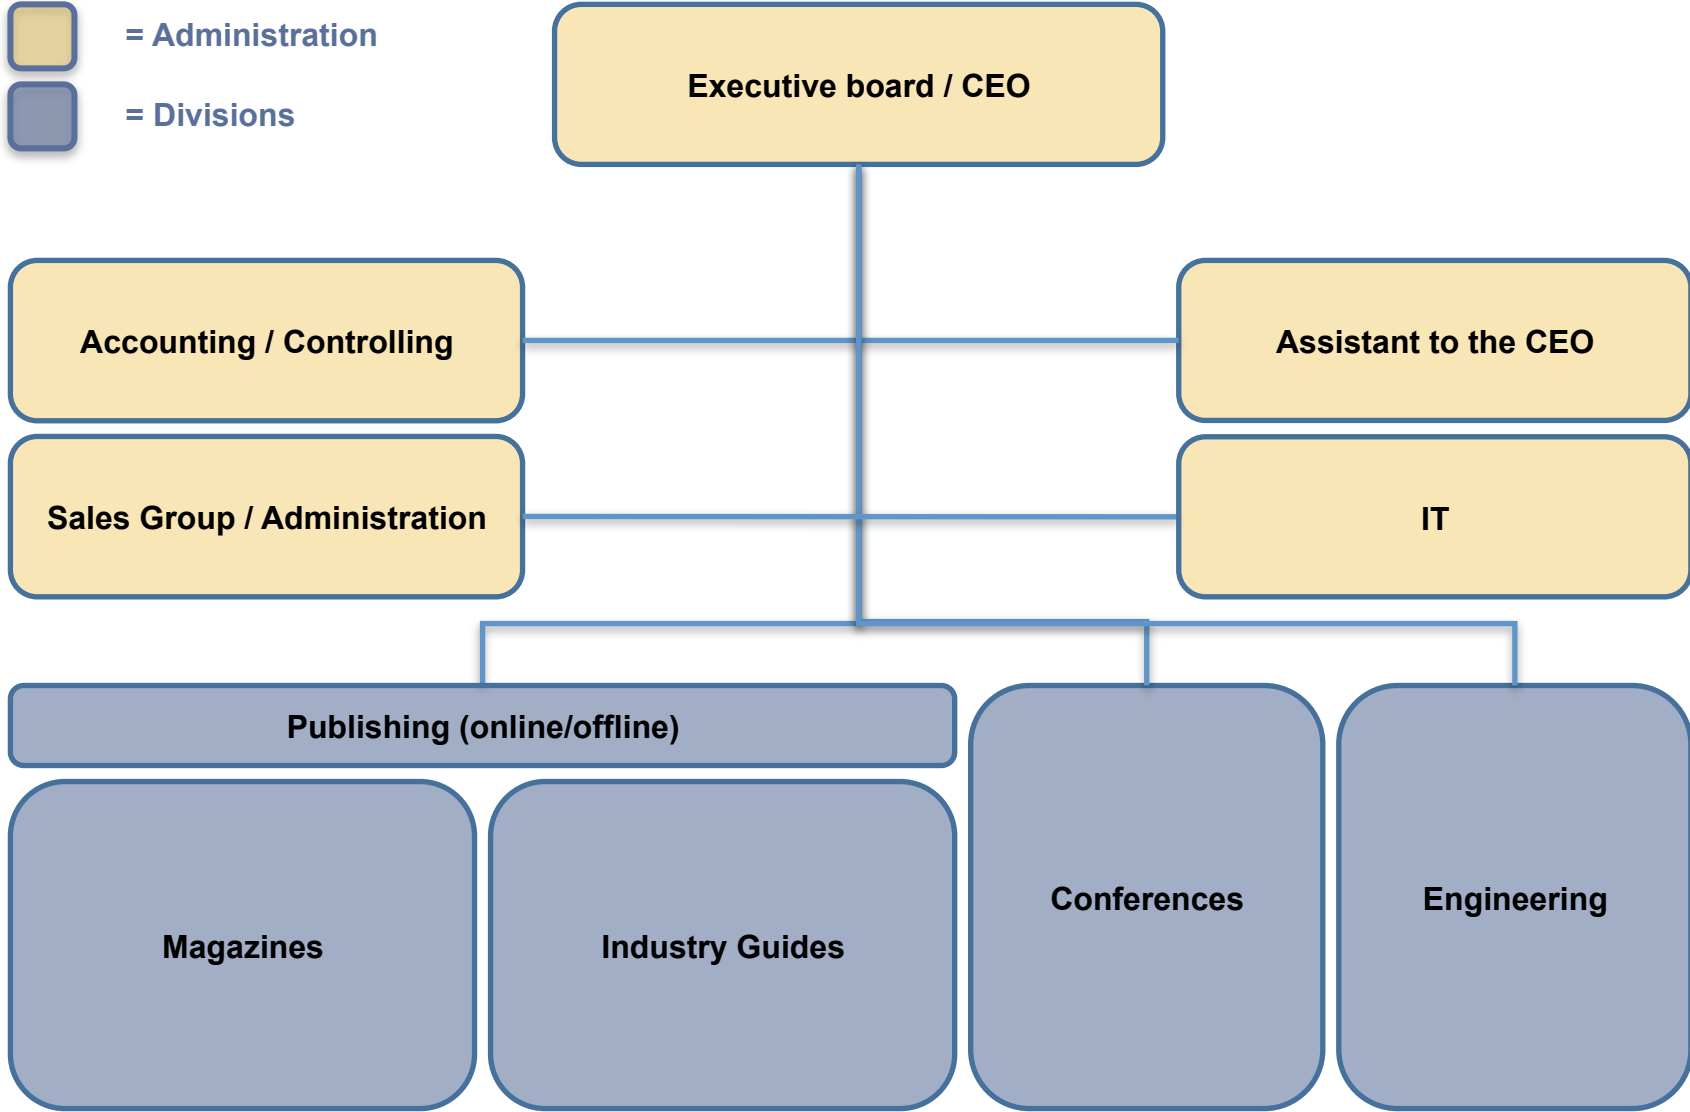 = Administration
= Divisions
Executive board / CEO
Accounting / Controlling
Assistant to the CEO
Sales Group / Administration
IT
Publishing (online/offline)
Magazines
Industry Guides
Conferences
Engineering